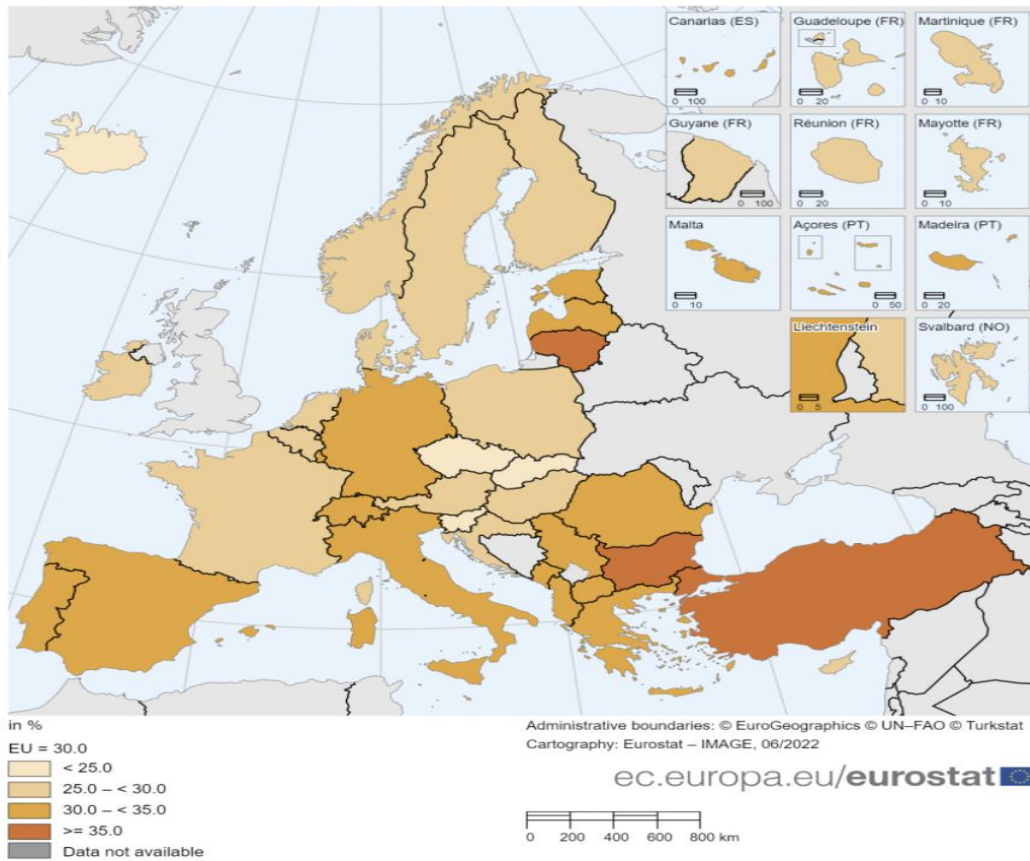 Canarias (ES)
0 100
Guadeloupe (FR)
0 20
Martinique (FR)
0 10
Guyane (FR)
0 100
Réunion (FR)
0 20
Mayotte (FR)
0 10
Malta
0 10
Açores (PT)
0 50
Madeira (PT)
0 20
Liechtenstein
0 5
Svalbard (NO)
0 100
in %
EU = 30.0
< 25.0
25.0 – < 30.0
30.0 – < 35.0
>= 35.0
Data not available
Administrative boundaries: © EuroGeographics © UN–FAO © Turkstat
Cartography: Eurostat – IMAGE, 06/2022
ec.europa.eu/eurostat
0 200 400 600 800 km